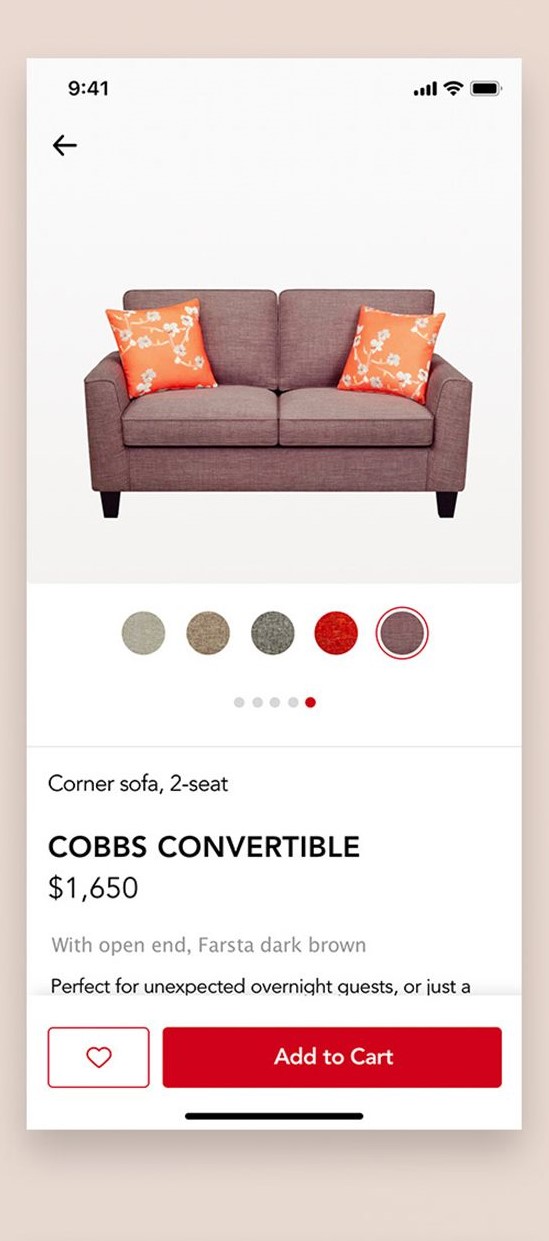 9:41
Corner sofa, 2-seat
COBBS CONVERTIBLE
$1,650
With open end, Farsta dark brown
Perfect for unexpected overnight guests, or just a
Add to Cart